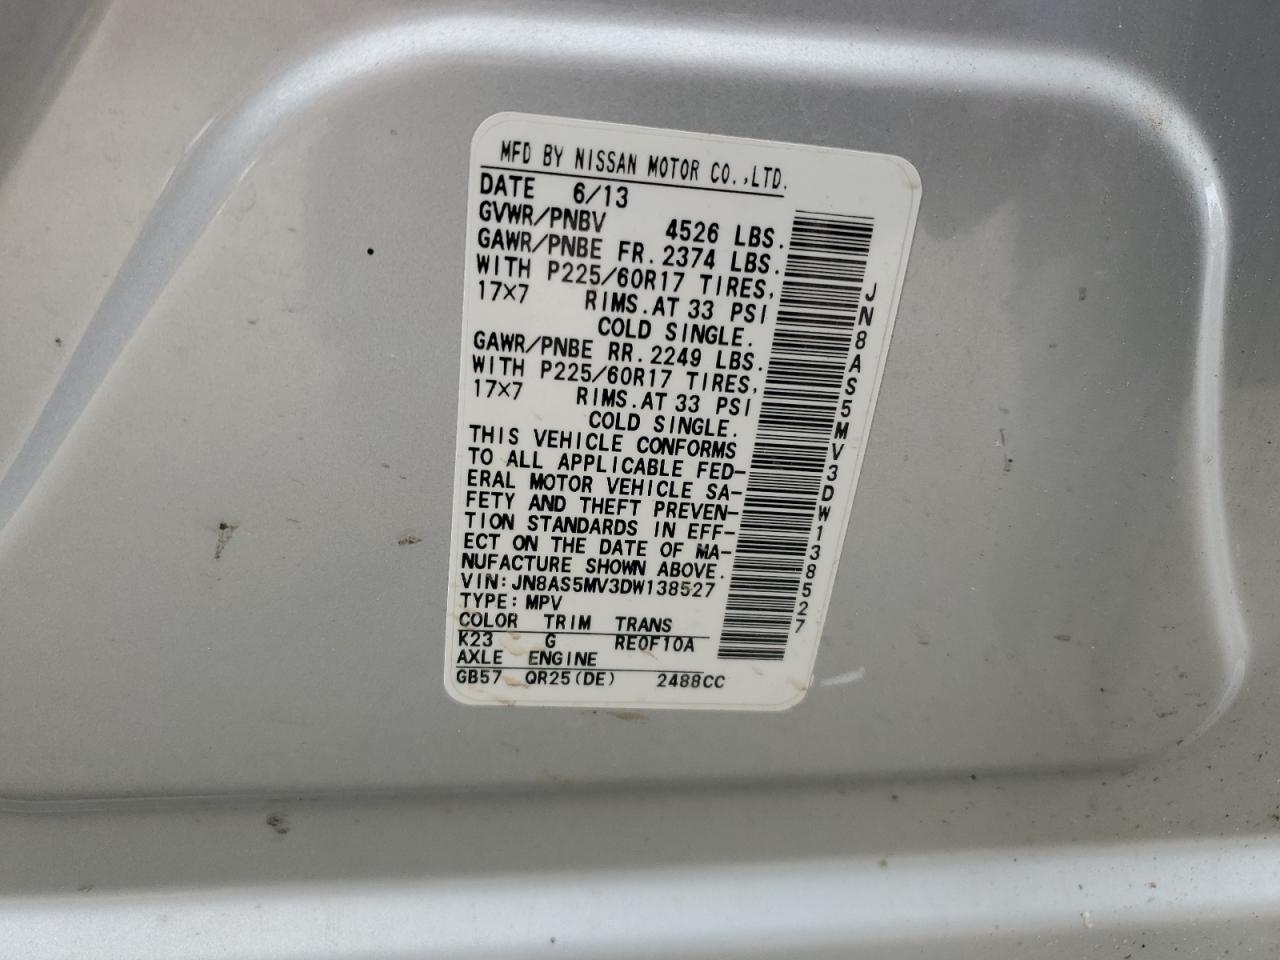 MFD BY NISSAN MOTOR CO.,LTD.
DATE 6/13
GVWR/PNBV 4526 LBS.
GAWR/PNBE FR.2374 LBS.
WITH P225/60R17 TIRES,
17×7 RIMS.AT 33 PSI
COLD SINGLE.
GAWR/PNBE RR.2249 LBS.
WITH P225/60R17 TIRES,
17×7 RIMS.AT 33 PSI
COLD SINGLE.
THIS VEHICLE CONFORMS
TO ALL APPLICABLE FED-
ERAL MOTOR VEHICLE SA-
FETY AND THEFT PREVEN-
TION STANDARDS IN EFF-
ECT ON THE DATE OF MA-
NUFACTURE SHOWN ABOVE.
VIN:JN8AS5MV3DW138527
TYPE:MPV
COLOR TRIM TRANS
K23 G RE0F10A
AXLE ENGINE
GB57 QR25(DE) 2488CC
JN8AS5MV3DW138527